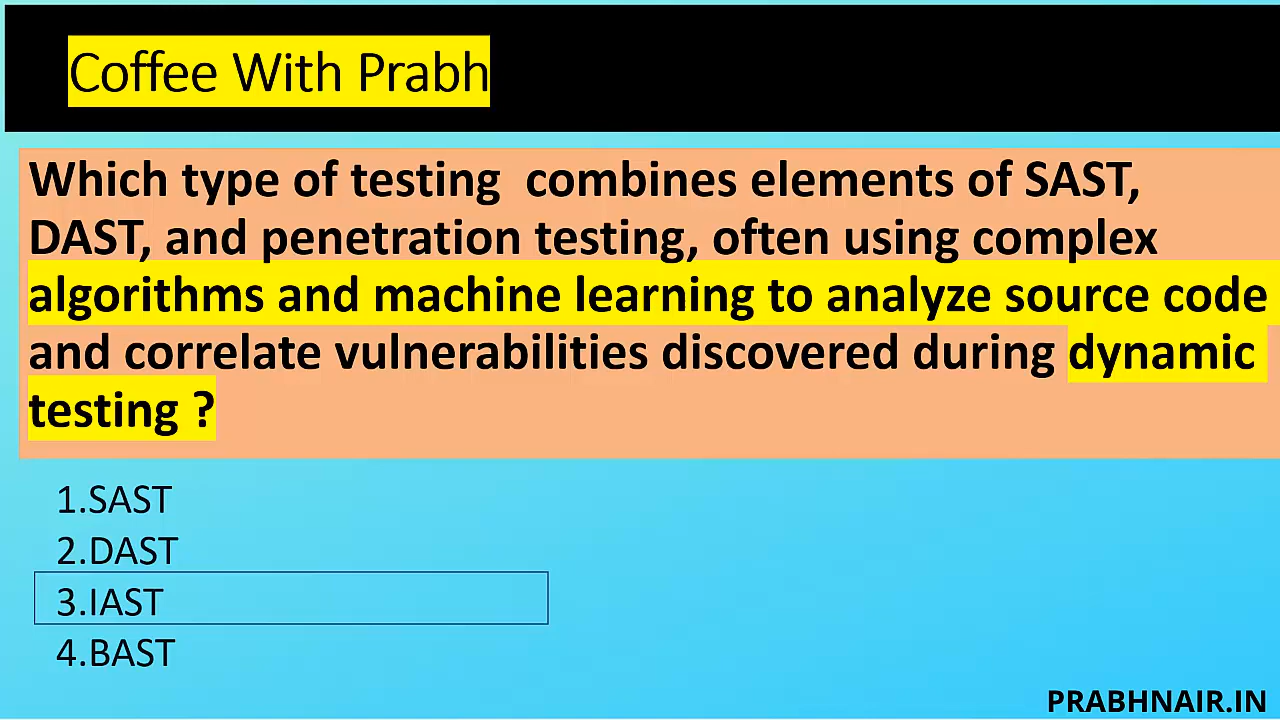 Coffee With Prabh
Which type of testing  combines elements of SAST,
DAST, and penetration testing, often using complex
algorithms and machine learning to analyze source code
and correlate vulnerabilities discovered during dynamic
testing ?
1.SAST
2.DAST
3.IAST
4.BAST
PRABHNAIR.IN